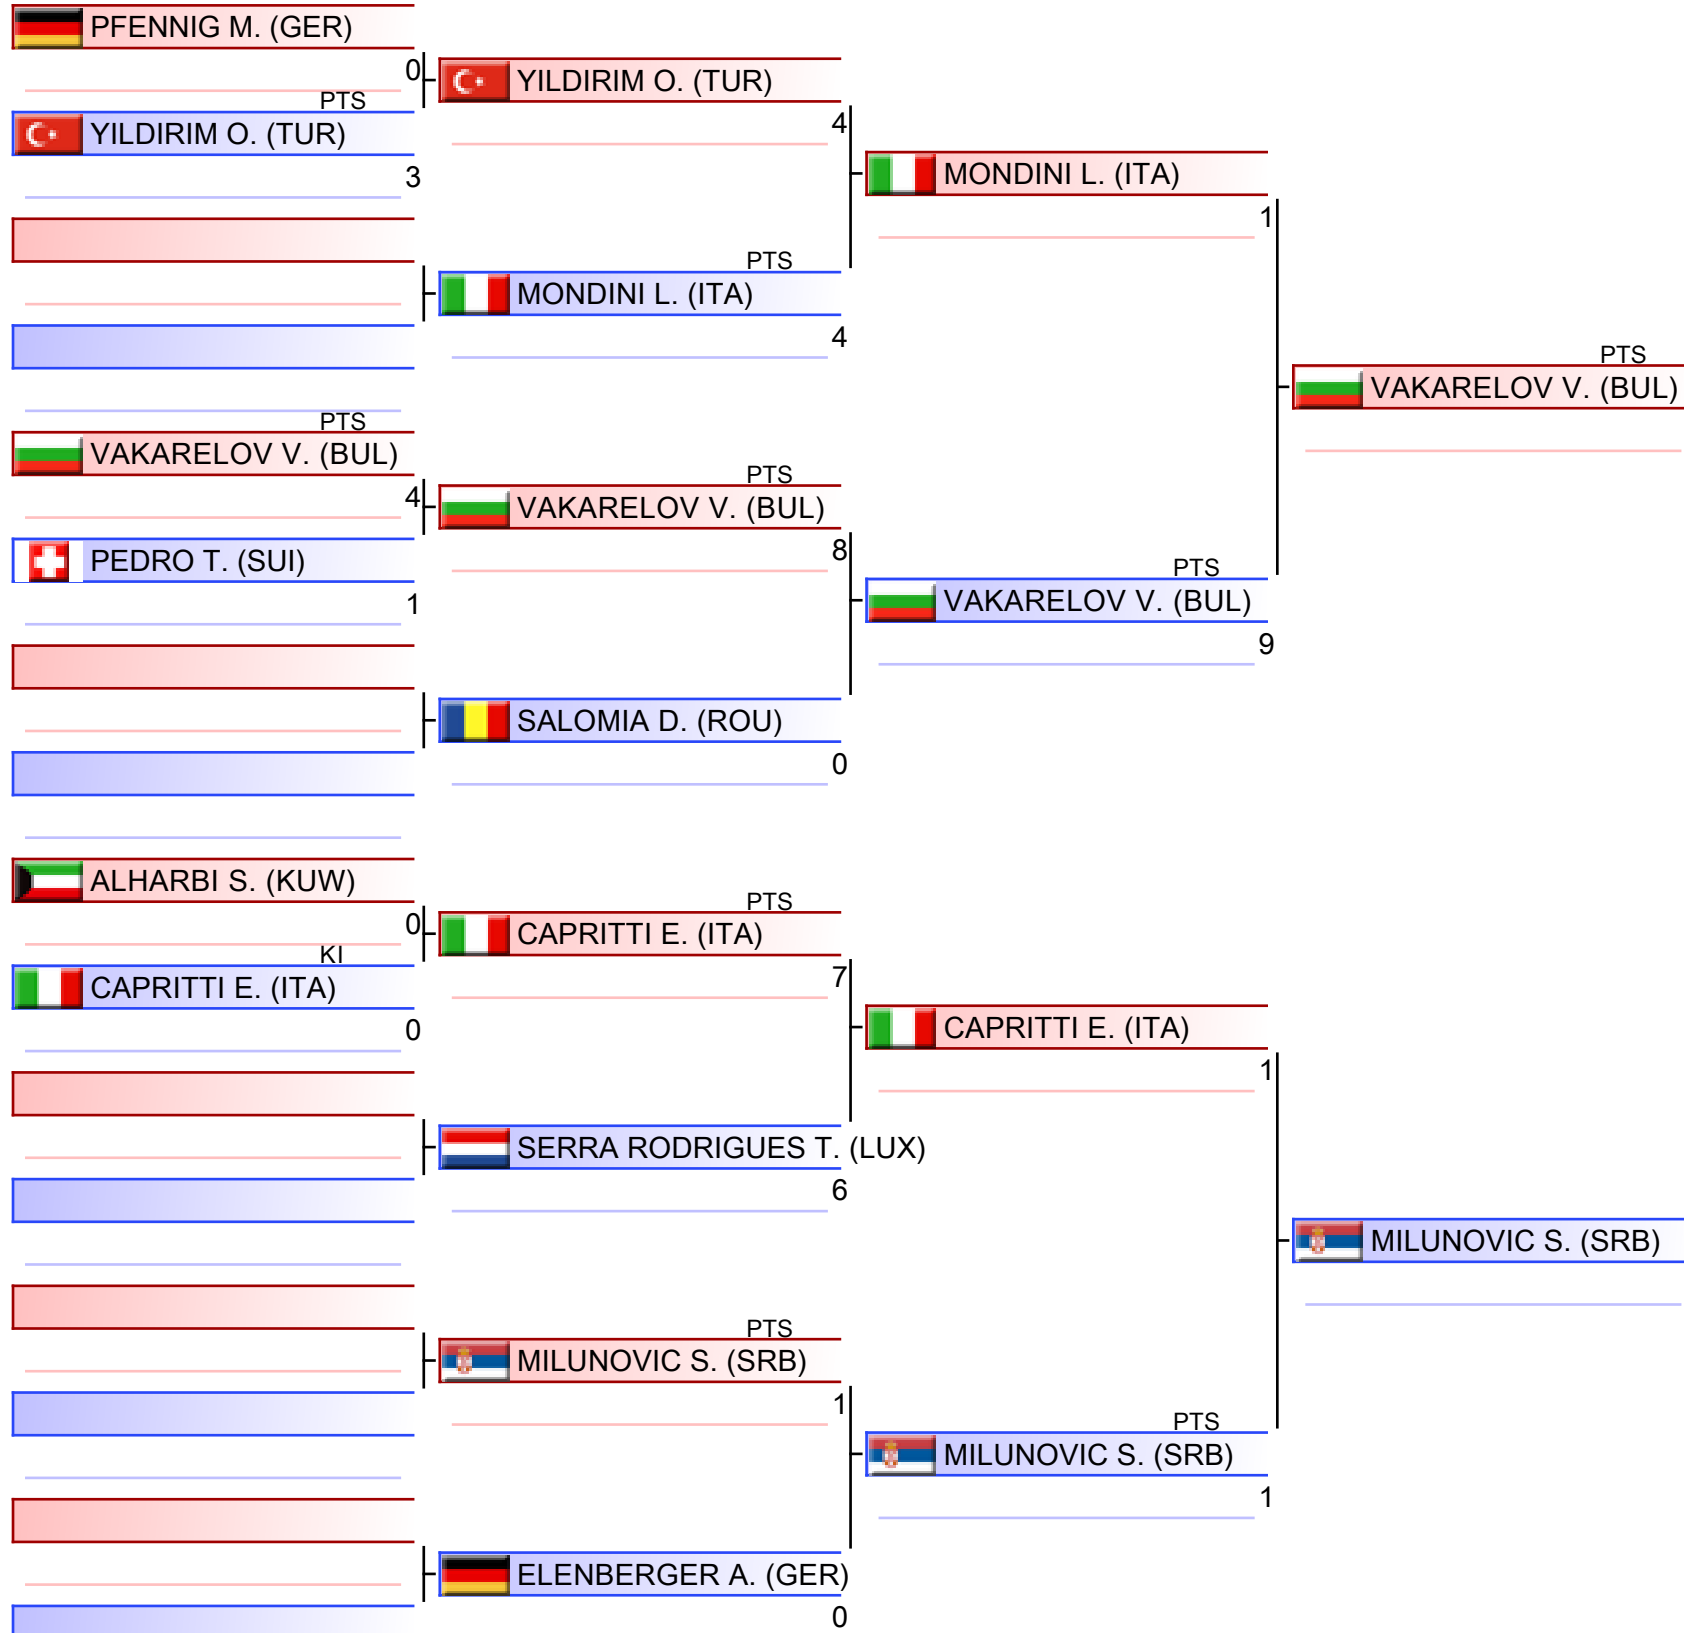 PFENNIG M. (GER)
0
PTS
YILDIRIM O. (TUR)
3
PTS
VAKARELOV V. (BUL)
4
PEDRO T. (SUI)
1
ALHARBI S. (KUW)
0
KI
CAPRITTI E. (ITA)
0
YILDIRIM O. (TUR)
4
PTS
MONDINI L. (ITA)
4
PTS
VAKARELOV V. (BUL)
8
SALOMIA D. (ROU)
0
PTS
CAPRITTI E. (ITA)
7
SERRA RODRIGUES T. (LUX)
6
PTS
MILUNOVIC S. (SRB)
1
ELENBERGER A. (GER)
0
MONDINI L. (ITA)
1
PTS
VAKARELOV V. (BUL)
9
CAPRITTI E. (ITA)
1
PTS
MILUNOVIC S. (SRB)
1
PTS
VAKARELOV V. (BUL)
MILUNOVIC S. (SRB)